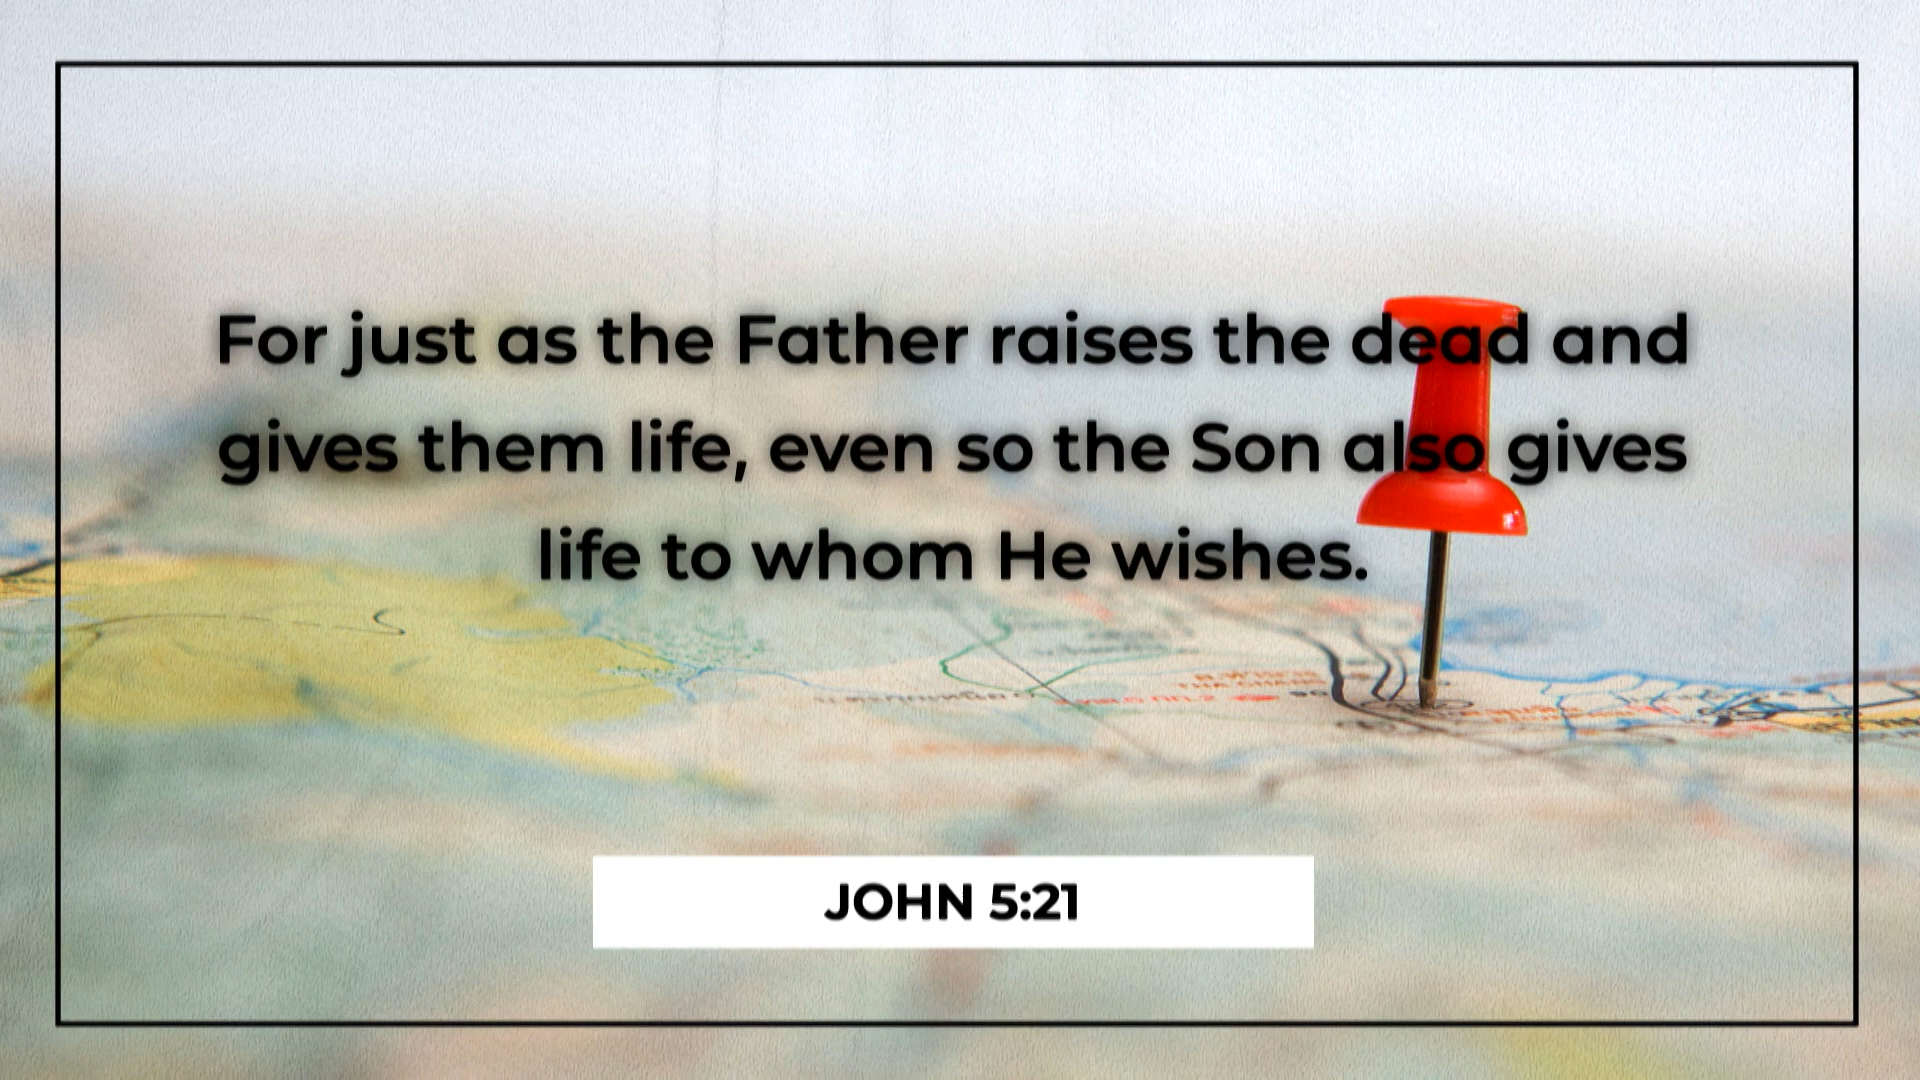 For just as the Father raises the dead and
gives them life, even so the Son also gives
life to whom He wishes.
JOHN 5:21